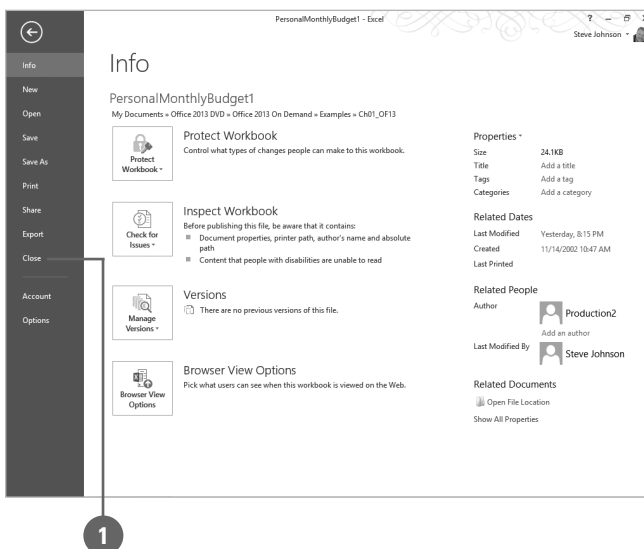 PersonalMonthlyBudget1 - Excel
?
Steve Johnson
Info
New
Open
Save
Save As
Print
Share
Export
Close
Account
Options
Info
PersonalMonthlyBudget1
My Documents » Office 2013 DVD » Office 2013 On Demand » Examples » Ch01_OF13
Protect
Workbook
Protect Workbook
Control what types of changes people can make to this workbook.
Check for
Issues
Inspect Workbook
Before publishing this file, be aware that it contains:
Document properties, printer path, author's name and absolute
path
Content that people with disabilities are unable to read
Manage
Versions
Versions
There are no previous versions of this file.
Browser View
Options
Browser View Options
Pick what users can see when this workbook is viewed on the Web.
Properties
Size 24.1KB
Title Add a title
Tags Add a tag
Categories Add a category
Related Dates
Last Modified Yesterday, 8:15 PM
Created 11/14/2002 10:47 AM
Last Printed
Related People
Author Production2
Add an author
Last Modified By Steve Johnson
Related Documents
Open File Location
Show All Properties
1